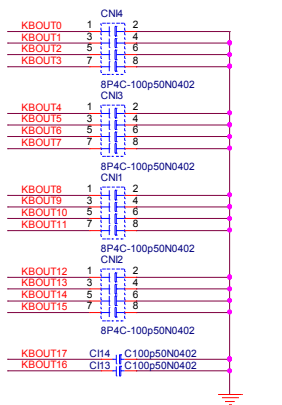 CNI4
KBOUT0 1 2
KBOUT1 3 4
KBOUT2 5 6
KBOUT3 7 8
8P4C-100p50N0402
CNI3
KBOUT4 1 2
KBOUT5 3 4
KBOUT6 5 6
KBOUT7 7 8
8P4C-100p50N0402
CNI1
KBOUT8 1 2
KBOUT9 3 4
KBOUT10 5 6
KBOUT11 7 8
8P4C-100p50N0402
CNI2
KBOUT12 1 2
KBOUT13 3 4
KBOUT14 5 6
KBOUT15 7 8
8P4C-100p50N0402
KBOUT17 CI14 C100p50N0402
KBOUT16 CI13 C100p50N0402